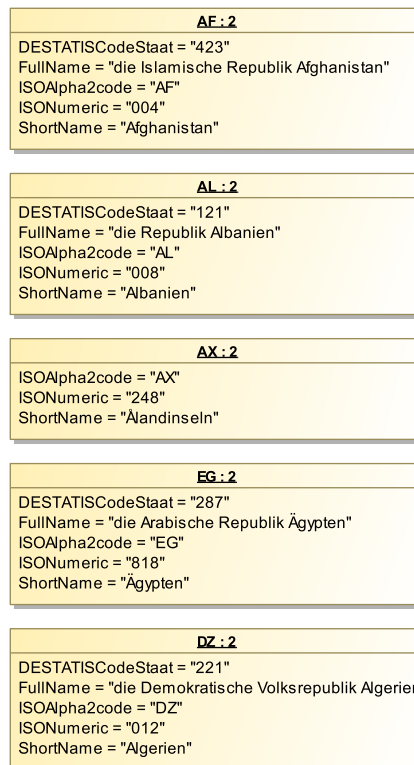 AF : 2
DESTATISCodeStaat = "423"
FullName = "die Islamische Republik Afghanistan"
ISOAlpha2code = "AF"
ISONumeric = "004"
ShortName = "Afghanistan"
AL : 2
DESTATISCodeStaat = "121"
FullName = "die Republik Albanien"
ISOAlpha2code = "AL"
ISONumeric = "008"
ShortName = "Albanien"
AX : 2
ISOAlpha2code = "AX"
ISONumeric = "248"
ShortName = "Ålandinseln"
EG : 2
DESTATISCodeStaat = "287"
FullName = "die Arabische Republik Ägypten"
ISOAlpha2code = "EG"
ISONumeric = "818"
ShortName = "Ägypten"
DZ : 2
DESTATISCodeStaat = "221"
FullName = "die Demokratische Volksrepublik Algerien
ISOAlpha2code = "DZ"
ISONumeric = "012"
ShortName = "Algerien"